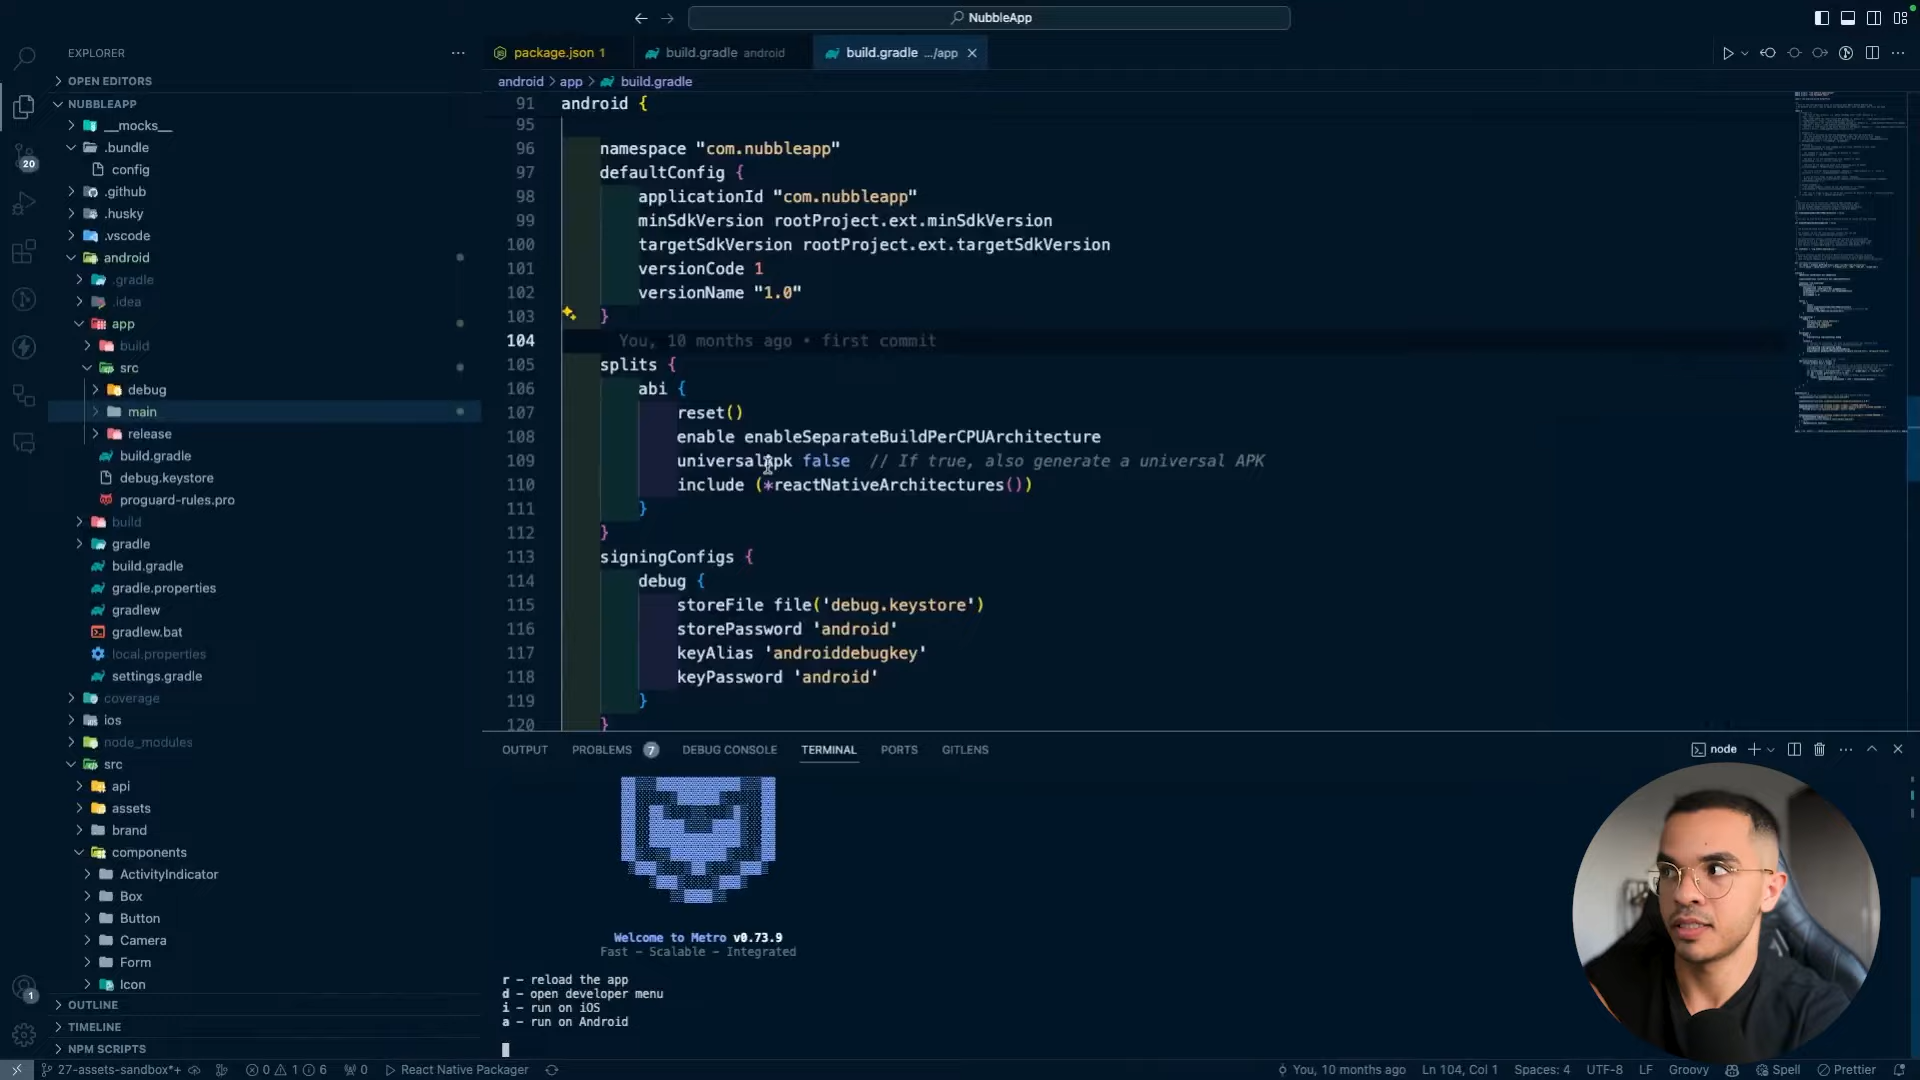 NubbleApp
EXPLORER
OPEN EDITORS
NUBBLEAPP
__mocks__
.bundle
config
.github
.husky
.vscode
android
.gradle
.idea
app
build
src
debug
main
release
build.gradle
debug.keystore
proguard-rules.pro
build
gradle
build.gradle
gradle.properties
gradlew
gradlew.bat
local.properties
settings.gradle
coverage
ios
node_modules
src
api
assets
brand
components
ActivityIndicator
Box
Button
Camera
Form
Icon
OUTLINE
TIMELINE
NPM SCRIPTS
20
1
package.json 1
build.gradle android
build.gradle .../app
android > app > build.gradle
91 android {
95
96 namespace "com.nubbleapp"
97 defaultConfig {
98 applicationId "com.nubbleapp"
99 minSdkVersion rootProject.ext.minSdkVersion
100 targetSdkVersion rootProject.ext.targetSdkVersion
101 versionCode 1
102 versionName "1.0"
103 }
104 You, 10 months ago • first commit
105 splits {
106 abi {
107 reset()
108 enable enableSeparateBuildPerCPUArchitecture
109 universalApk false // If true, also generate a universal APK
110 include (*reactNativeArchitectures())
111 }
112 }
113 signingConfigs {
114 debug {
115 storeFile file('debug.keystore')
116 storePassword 'android'
117 keyAlias 'androiddebugkey'
118 keyPassword 'android'
119 }
120 }
OUTPUT PROBLEMS 7 DEBUG CONSOLE TERMINAL PORTS GITLENS
node
Welcome to Metro v0.73.9
Fast - Scalable - Integrated
r - reload the app
d - open developer menu
i - run on iOS
a - run on Android
27-assets-sandbox*+ 0 1 6 0 React Native Packager You, 10 months ago Ln 104, Col 1 Spaces: 4 UTF-8 LF Groovy Spell Prettier